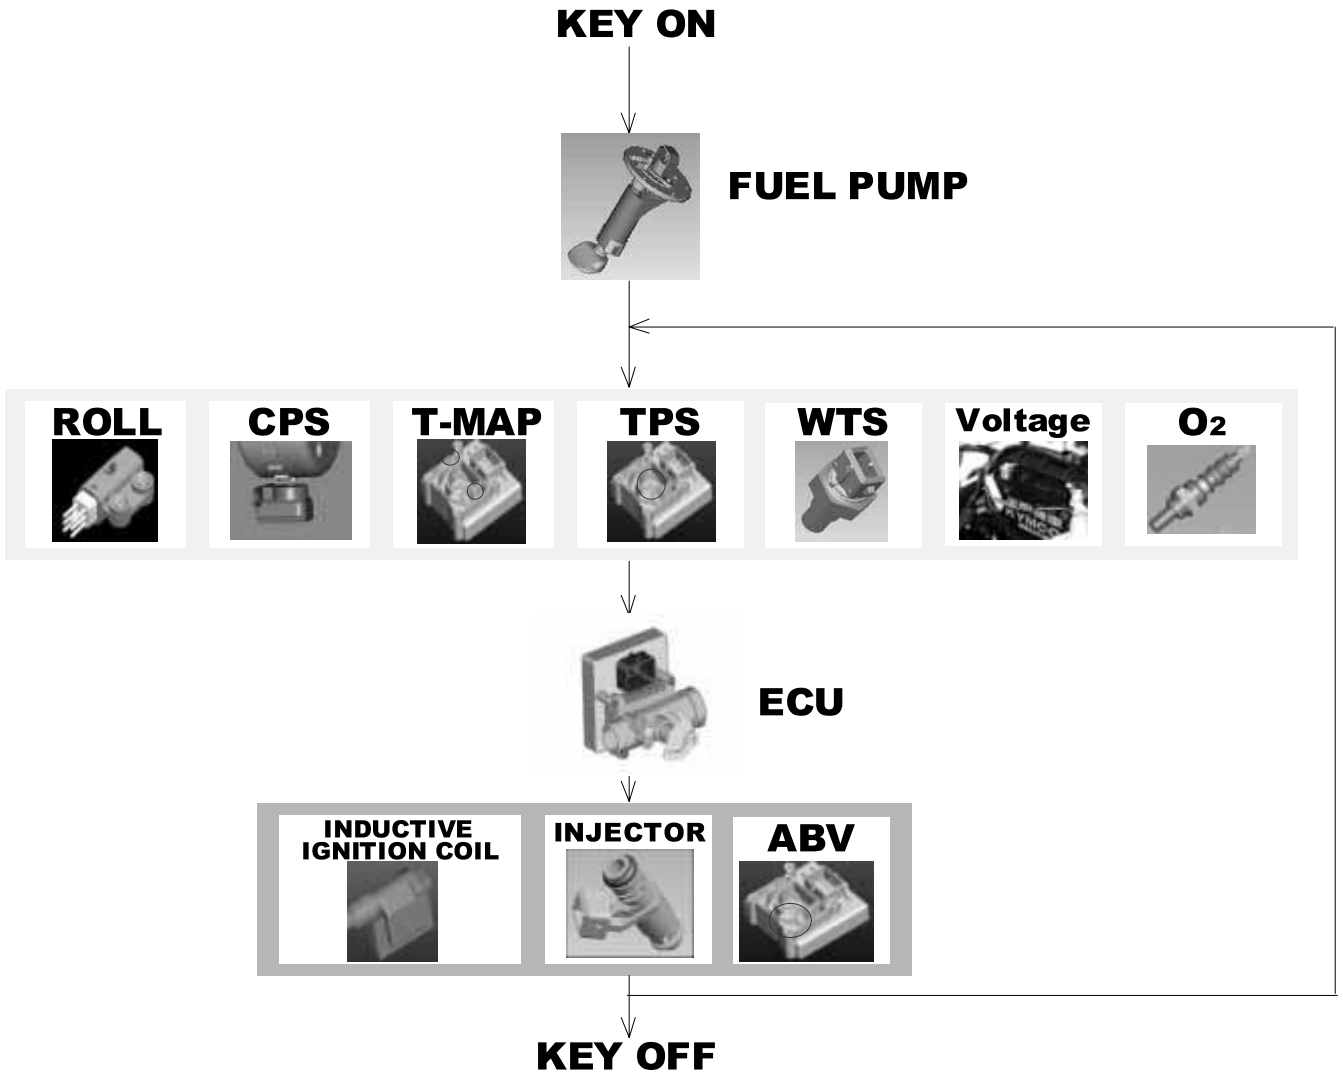 KEY ON
FUEL PUMP
ROLL
CPS
T-MAP
TPS
WTS
Voltage
O2
KYMCO
ECU
INDUCTIVE
IGNITION COIL
INJECTOR
ABV
KEY OFF